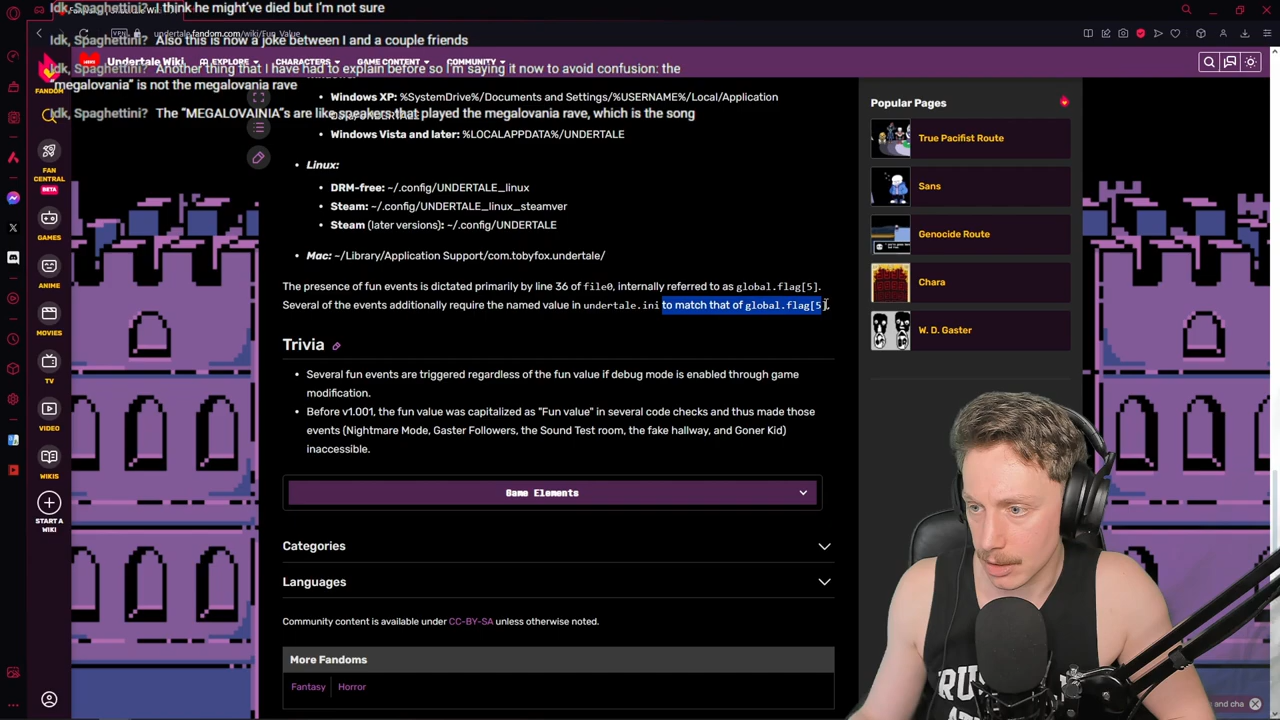 Idk, Spaghettini? I think he might've died but I'm not sure
undertale.fandom.com/wiki/Fun_Value
VPN
Idk, Spaghettini? Also this is now a joke between I and a couple friends
Undertale Wiki
EXPLORE
CHARACTERS
GAME CONTENT
COMMUNITY
Idk, Spaghettini? Another thing that I have had to explain before so I'm saying it now to avoid confusion: the
"megalovania" is not the megalovania rave
FANDOM
Idk, Spaghettini? The "MEGALOVAINIA"s are like speakers that played the megalovania rave, which is the song
FAN
CENTRAL
BETA
GAMES
ANIME
MOVIES
TV
VIDEO
WIKIS
START A
WIKI
Windows XP: %SystemDrive%/Documents and Settings/%USERNAME%/Local/Application
Windows Vista and later: %LOCALAPPDATA%/UNDERTALE
Linux:
DRM-free: ~/.config/UNDERTALE_linux
Steam: ~/.config/UNDERTALE_linux_steamver
Steam (later versions): ~/.config/UNDERTALE
Mac: ~/Library/Application Support/com.tobyfox.undertale/
The presence of fun events is dictated primarily by line 36 of file0, internally referred to as global.flag[5].
Several of the events additionally require the named value in undertale.ini to match that of global.flag[5].
Trivia
Several fun events are triggered regardless of the fun value if debug mode is enabled through game
modification.
Before v1.001, the fun value was capitalized as "Fun value" in several code checks and thus made those
events (Nightmare Mode, Gaster Followers, the Sound Test room, the fake hallway, and Goner Kid)
inaccessible.
Game Elements
Categories
Languages
Community content is available under CC-BY-SA unless otherwise noted.
More Fandoms
Fantasy
Horror
Popular Pages
True Pacifist Route
Sans
Genocide Route
Chara
W. D. Gaster
and cha